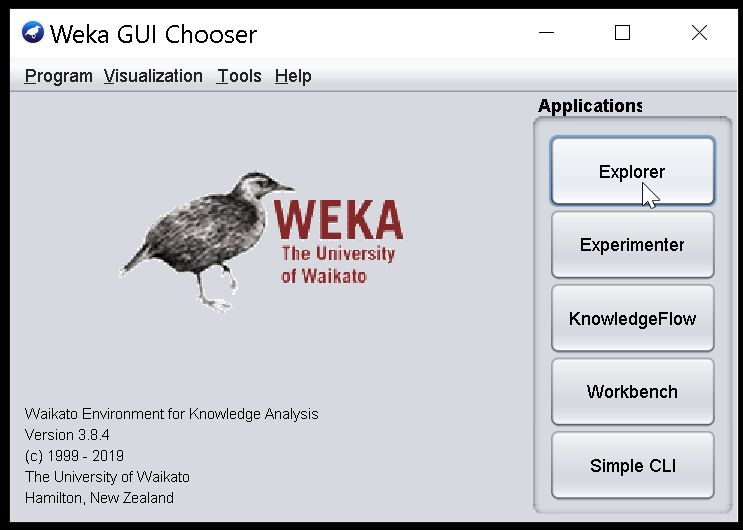 Weka GUI Chooser
Program Visualization Tools Help
Applications
Explorer
Experimenter
KnowledgeFlow
Workbench
Simple CLI
WEKA
The University
of Waikato
Waikato Environment for Knowledge Analysis
Version 3.8.4
(c) 1999 - 2019
The University of Waikato
Hamilton, New Zealand